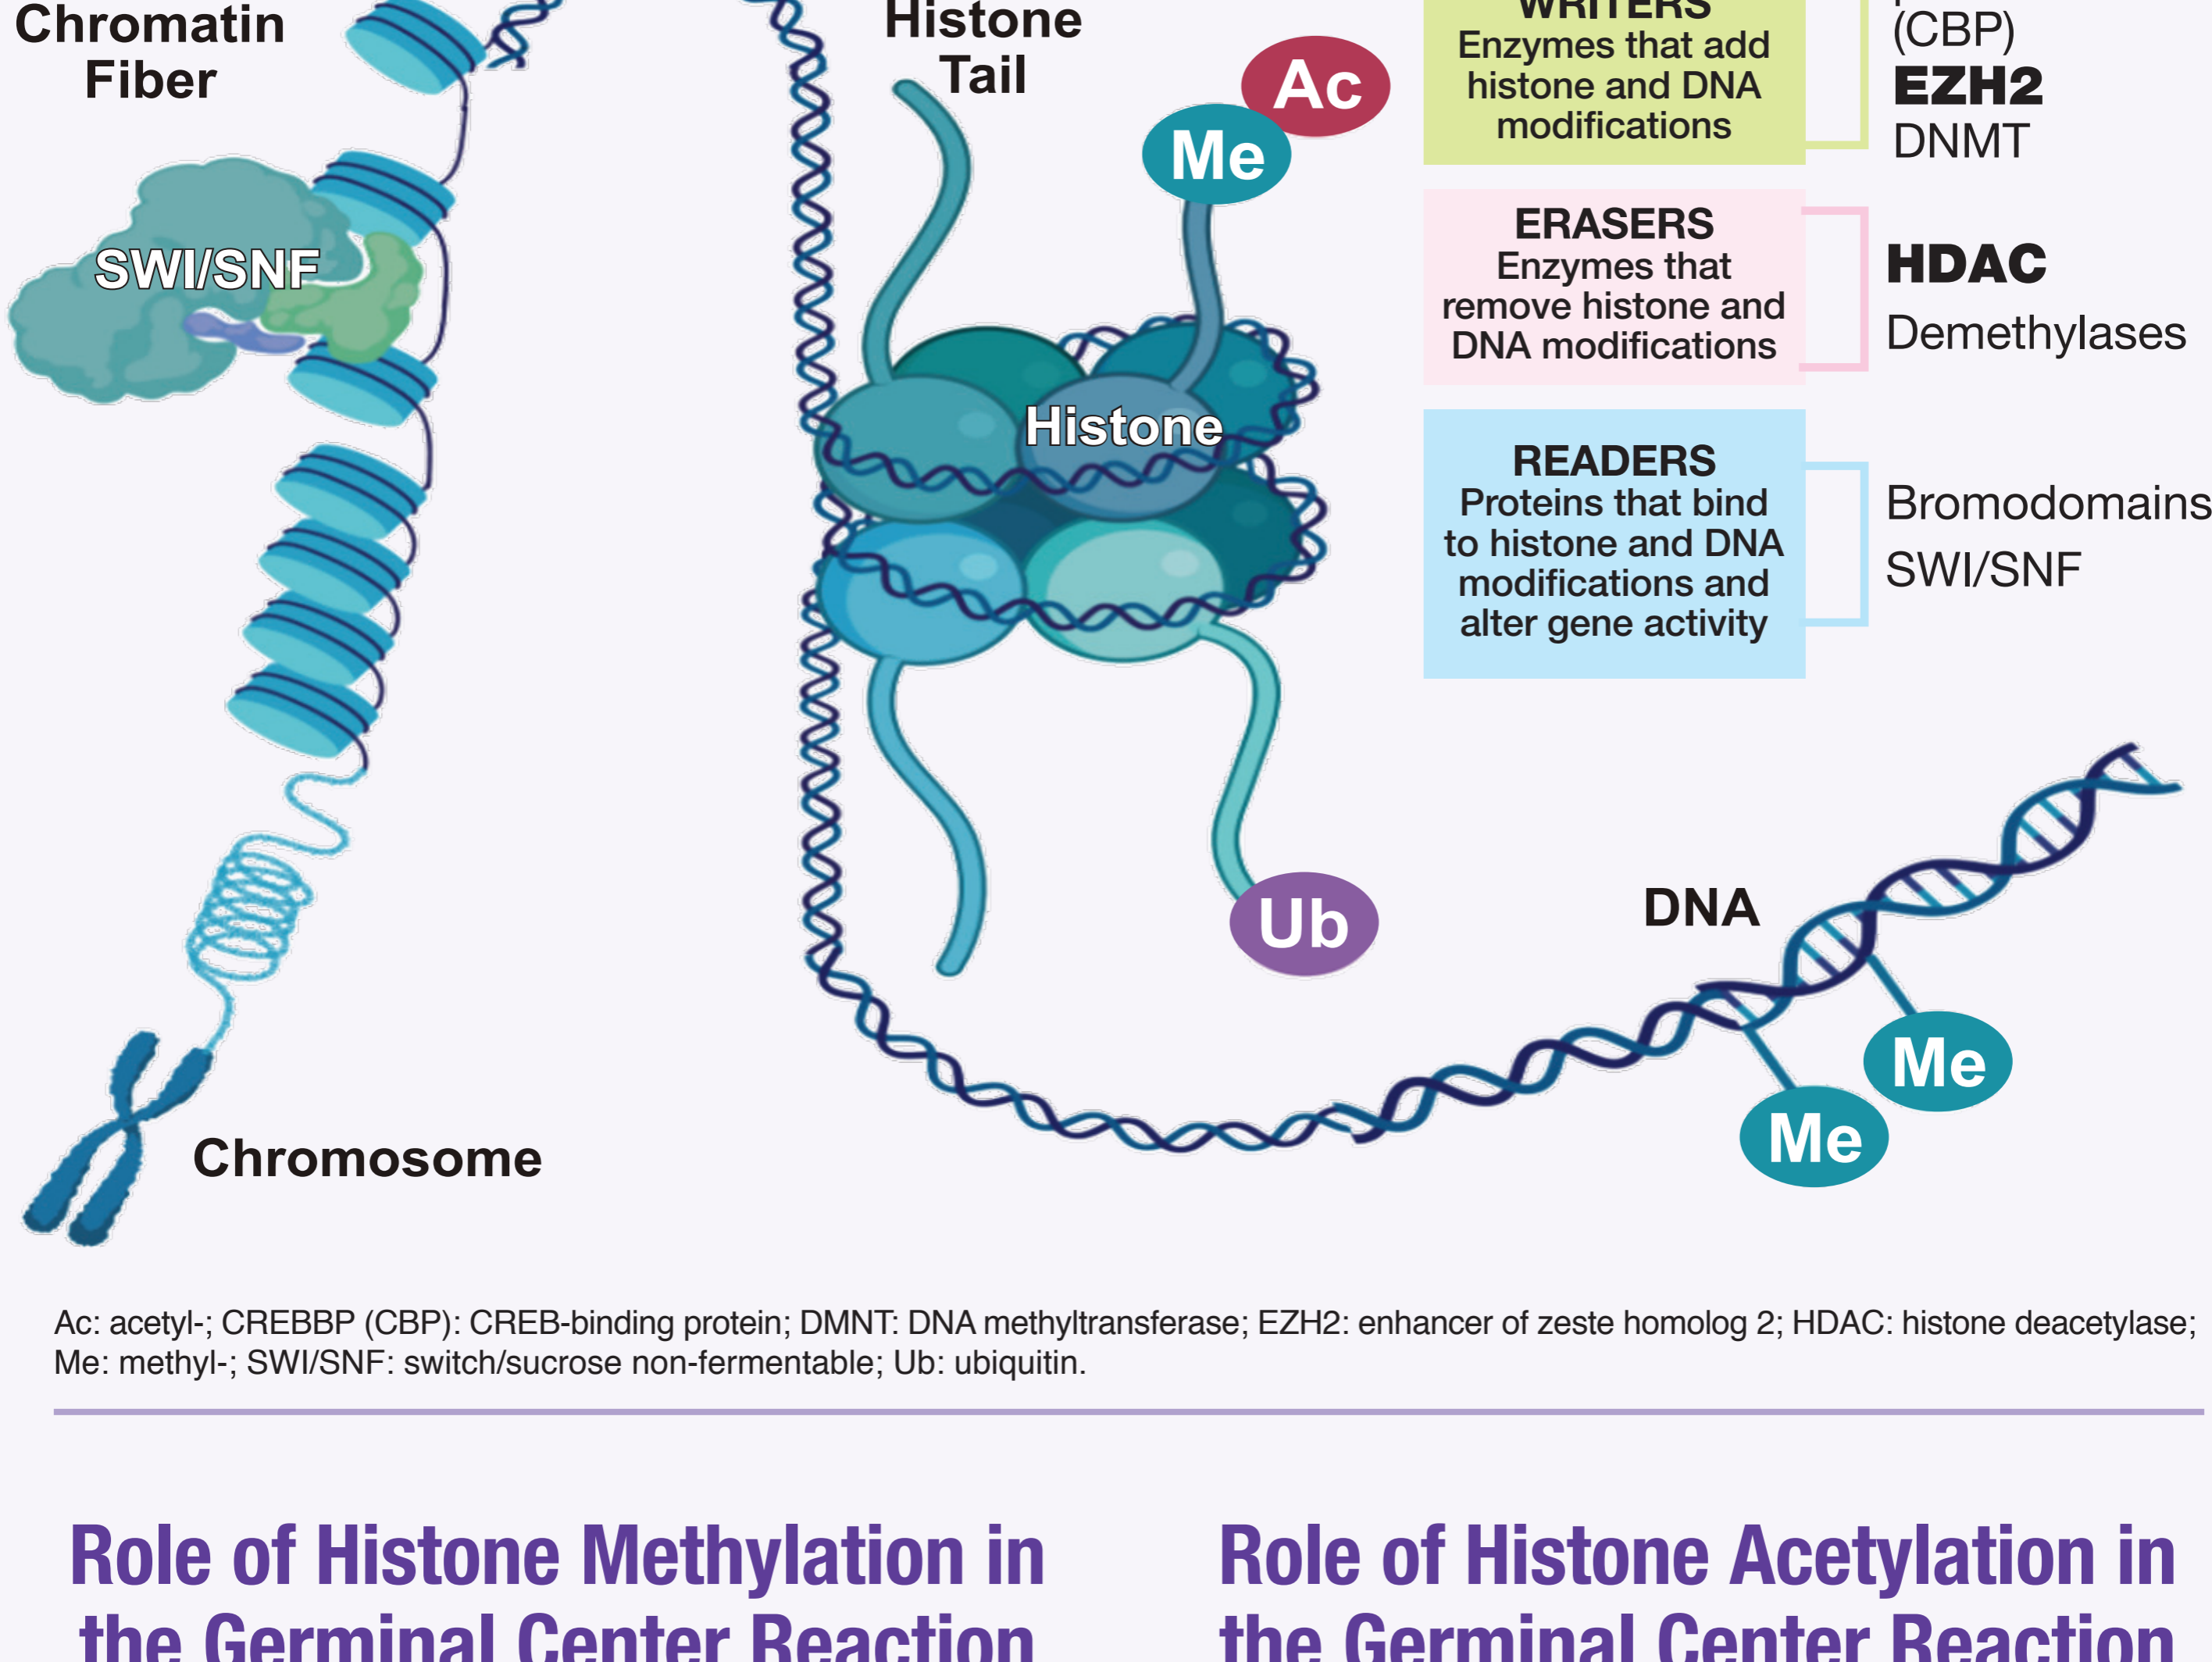 Chromatin
Fiber
Histone
Tail
Ac
Me
WRITERS
Enzymes that add
histone and DNA
modifications
(CBP)
EZH2
DNMT
SWI/SNF
ERASERS
Enzymes that
remove histone and
DNA modifications
HDAC
Demethylases
Histone
READERS
Proteins that bind
to histone and DNA
modifications and
alter gene activity
Bromodomains
SWI/SNF
Ub
DNA
Me
Me
Chromosome
Ac: acetyl-; CREBBP (CBP): CREB-binding protein; DMNT: DNA methyltransferase; EZH2: enhancer of zeste homolog 2; HDAC: histone deacetylase;
Me: methyl-; SWI/SNF: switch/sucrose non-fermentable; Ub: ubiquitin.
Role of Histone Methylation in
the Germinal Center Reaction
Role of Histone Acetylation in
the Germinal Center Reaction